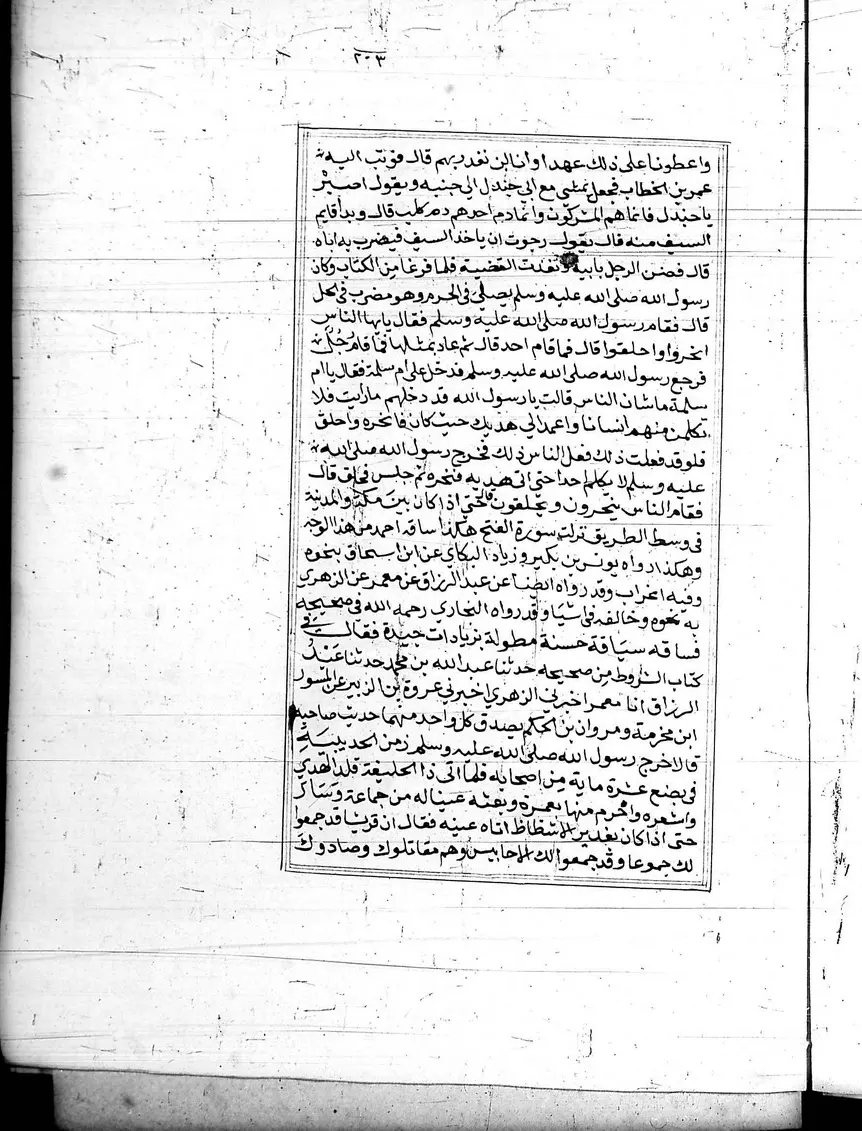 ٢٠٣
واعطونا على ذلك عهدا وانا لن نغدر بهم قال فوثب اليه
عمر بن الخطاب فجعل يمشى مع ابي جندل الي جنبه ويقول اصبر
يا جندل فانما هم المشركون وانما دم احدهم دم كلب قال ويدا قايم
السيف منه قال يقول رجوت ان ياخذ السيف فيضرب به اباه
قال فضن الرجل بابيه ونفذت القضية فلما فرغا من الكتاب وكان
رسول الله صلى الله عليه وسلم يصلي في الحرم وهو مضرب في الحل
قال فقام رسول الله صلى الله عليه وسلم فقال يايها الناس
انحروا واحلقوا قال فما قام احد قال ثم عاد بمثلها فما قام رجل
فرجع رسول الله صلى الله عليه وسلم فدخل على ام سلمة فقال يا ام
سلمة ما شان الناس قالت يا رسول الله قد دخلهم ما رايت فلا
تكلمن منهم انسانا واعمد الي هديك حيث كان فانحره واحلق
فلو قد فعلت ذلك فعل الناس ذلك فخرج رسول الله صلى الله
عليه وسلم لا يكلم احدا حتى اتى هديه فنحره ثم جلس فحلق قال
فقام الناس ينحرون ويحلقون قال حتى اذا كان بين مكة والمدينة
في وسط الطريق نزلت سورة الفتح هكذا ساقه احمد من هذا الوجه
وهكذا رواه يونس بن بكير وزياد البكاي عن ابن اسحاق بنحوه
وفيه اغراب وقد رواه ايضا عن عبد الرزاق عن معمر عن الزهري
به نحوه وخالفه في اشيا وقد رواه البخاري رحمه الله في صحيحه
فساقه سياقة حسنة مطولة بزيادات جيدة فقال في
كتاب الشروط من صحيحه حدثنا عبد الله بن محمد حدثنا عبد
الرزاق انا معمر اخبرني الزهري اخبرني عروة بن الزبير عن المسور
ابن مخرمة ومروان بن الحكم يصدق كل واحد منهما حديث صاحبه
قالا خرج رسول الله صلى الله عليه وسلم زمن الحديبية
في بضع عشرة ماية من اصحابه فلما اتى ذا الحليفة قلد الهدي
واشعره واحرم منها بعمرة وبعث عينا له من خزاعة وسار
حتى اذا كان بغدير الاشظاظ اتاه عينه فقال ان قريشا قد جمعوا
لك جموعا وقد جمعوا لك الاحابيش وهم مقاتلوك وصادوك